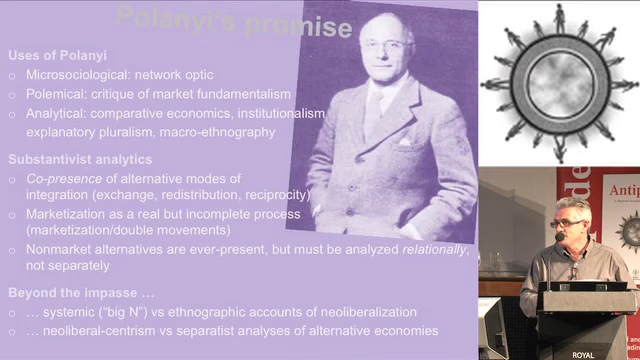 Polanyi's promise
Uses of Polanyi
o Microsociological: network optic
o Polemical: critique of market fundamentalism
o Analytical: comparative economics, institutionalism
explanatory pluralism, macro-ethnography
Substantivist analytics
o Co-presence of alternative modes of
integration (exchange, redistribution, reciprocity)
o Marketization as a real but incomplete process
(marketization/double movements)
o Nonmarket alternatives are ever-present, but must be analyzed relationally,
not separately
Beyond the impasse …
o … systemic ("big N") vs ethnographic accounts of neoliberalization
o … neoliberal-centrism vs separatist analyses of alternative economies
Antip
ROYAL